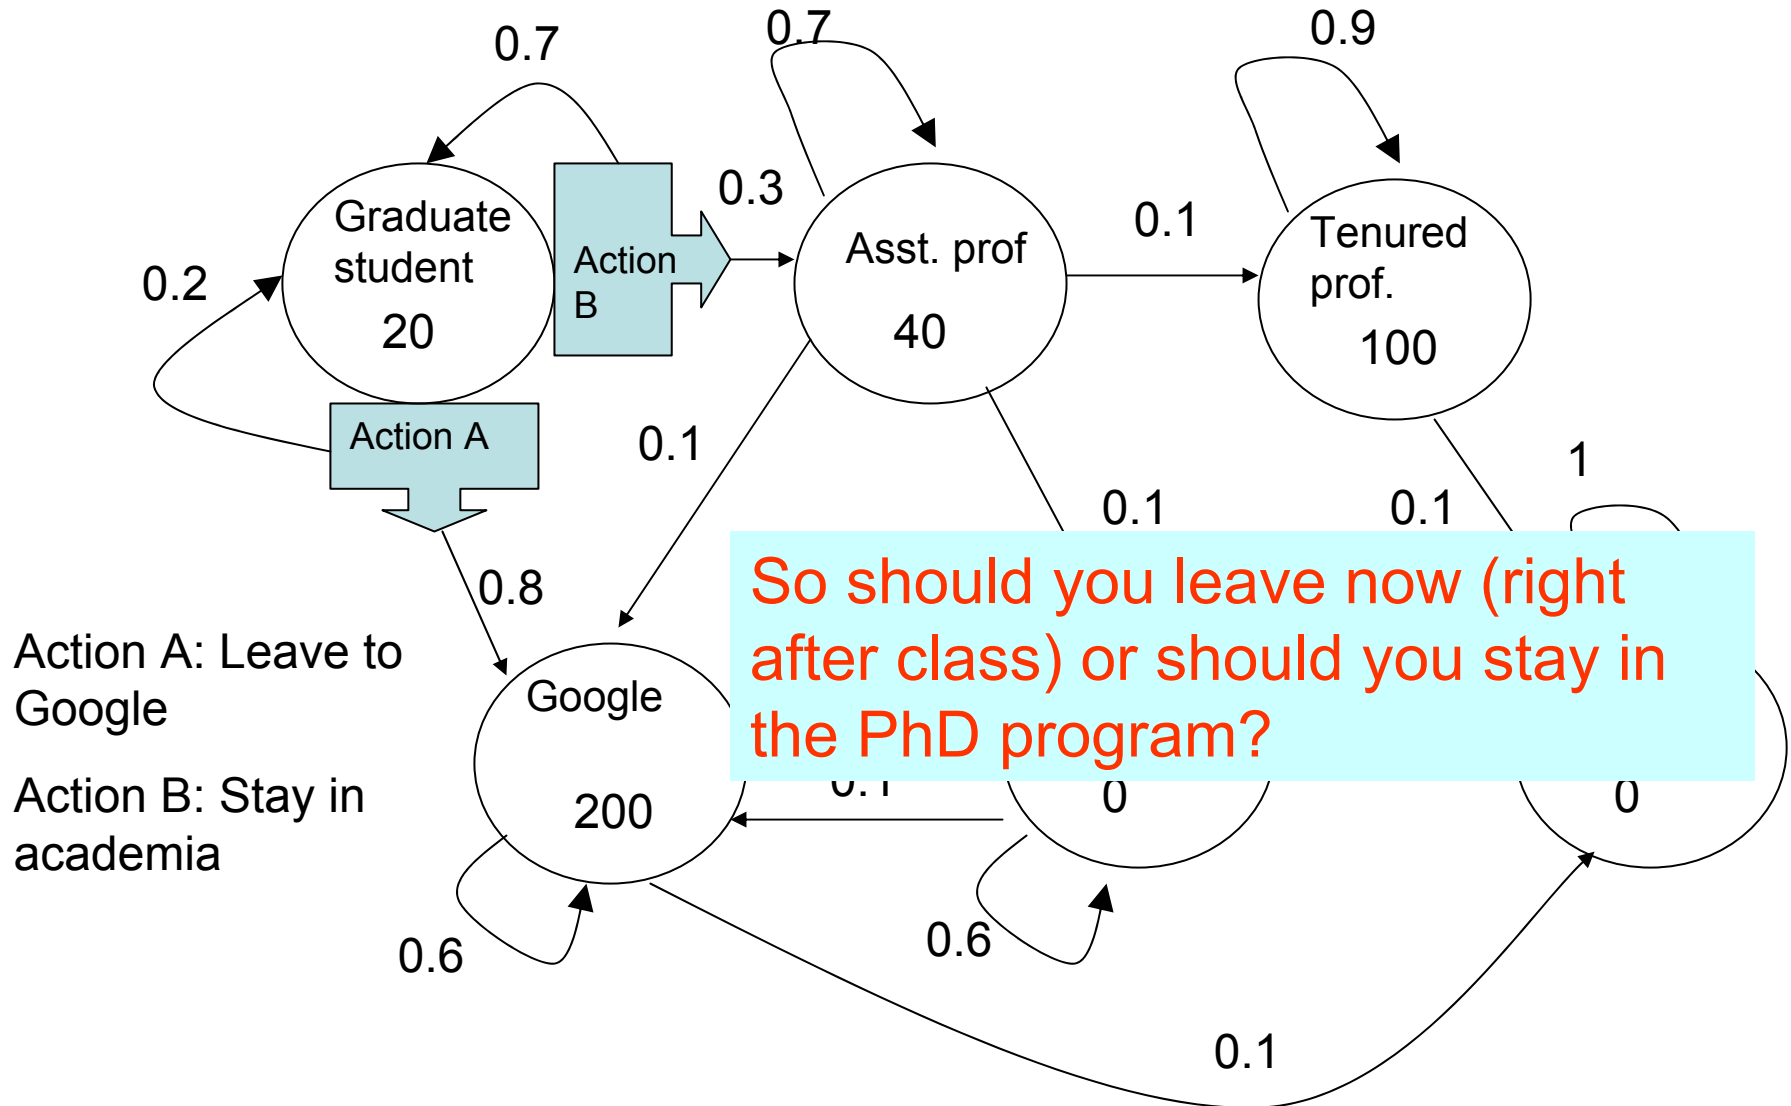 0.7
0.7
0.9
0.3
Graduate
student
20
Action
B
Asst. prof
40
0.1
Tenured
prof.
100
0.2
Action A
0.1
0.1
0.1
1
0.8
So should you leave now (right
after class) or should you stay in
the PhD program?
Action A: Leave to
Google
Action B: Stay in
academia
Google
200
0.1
0
0
0.6
0.6
0.1